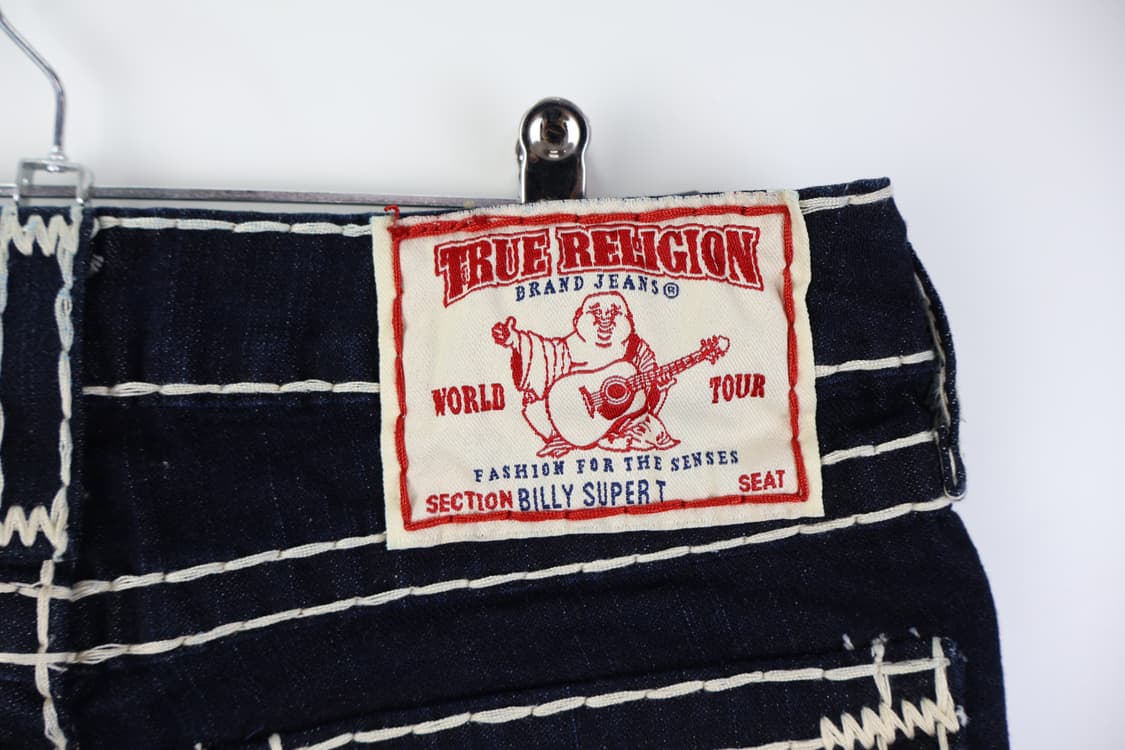 TRUE RELIGION
BRAND JEANS®
WORLD TOUR
FASHION FOR THE SENSES
SECTION BILLY SUPER T SEAT